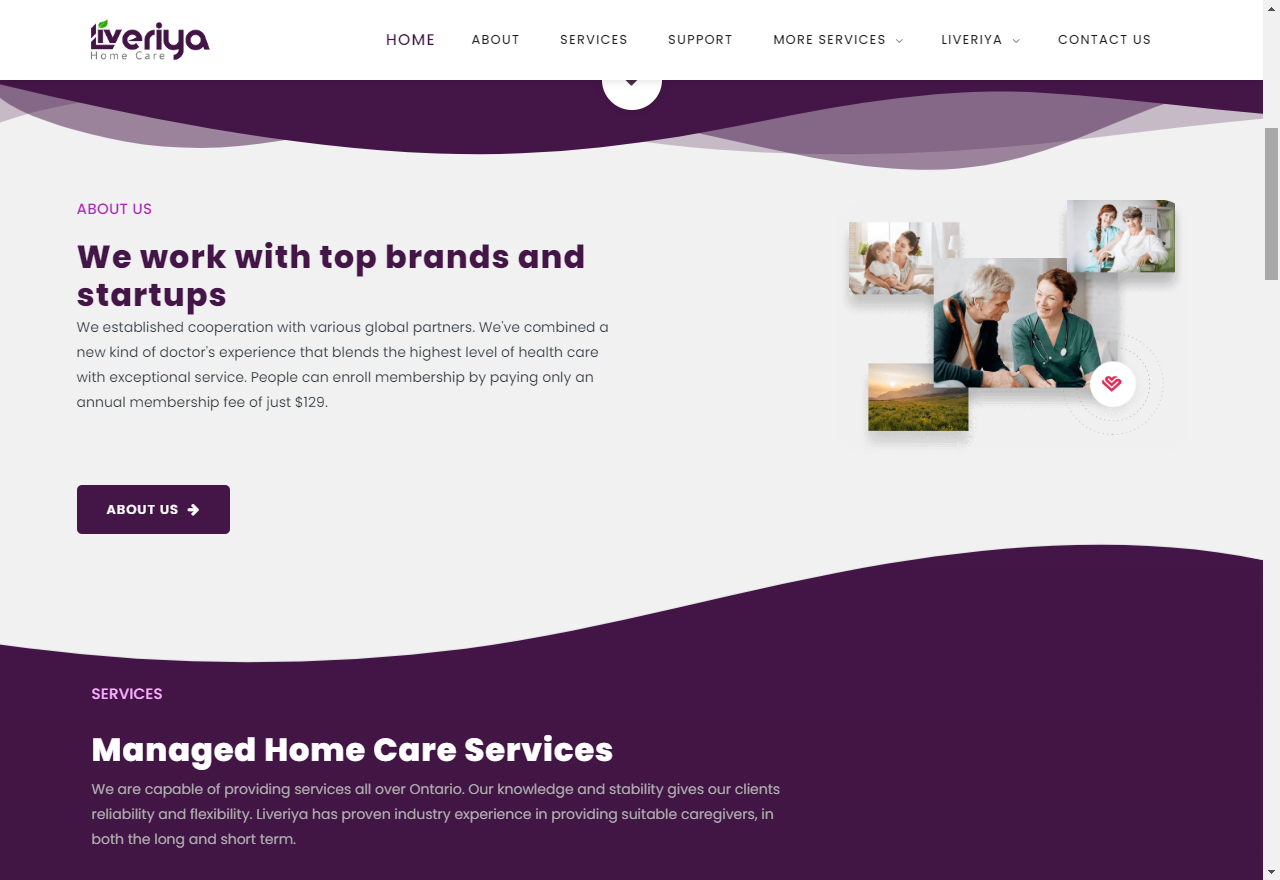 Liveriya
Home Care
HOME ABOUT SERVICES SUPPORT MORE SERVICES LIVERIYA CONTACT US
ABOUT US
We work with top brands and
startups
We established cooperation with various global partners. We've combined a
new kind of doctor's experience that blends the highest level of health care
with exceptional service. People can enroll membership by paying only an
annual membership fee of just $129.
ABOUT US
SERVICES
Managed Home Care Services
We are capable of providing services all over Ontario. Our knowledge and stability gives our clients
reliability and flexibility. Liveriya has proven industry experience in providing suitable caregivers, in
both the long and short term.